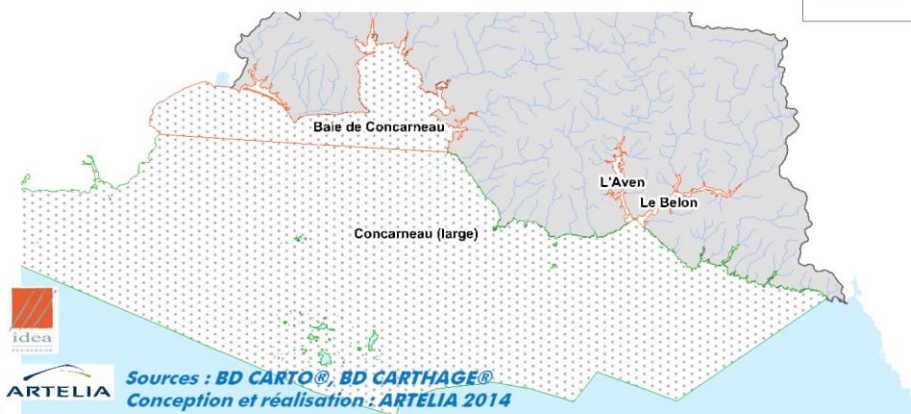 Baie de Concarneau
L'Aven
Le Belon
Concarneau (large)
idea
RECHERCHE
ARTELIA
Sources : BD CARTO®, BD CARTHAGE®
Conception et réalisation : ARTELIA 2014